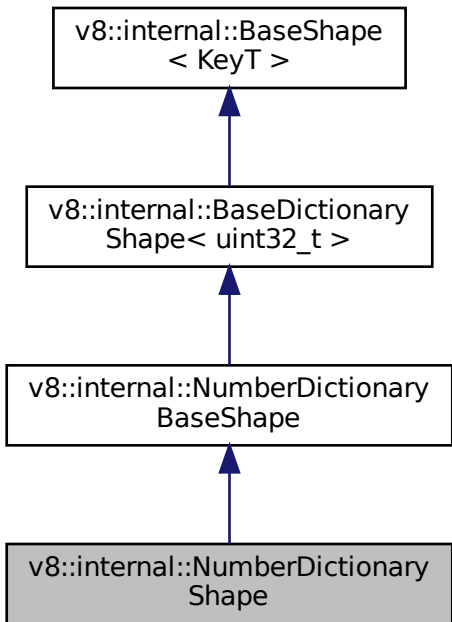 v8::internal::BaseShape
< KeyT >
v8::internal::BaseDictionary
Shape< uint32_t >
v8::internal::NumberDictionary
BaseShape
v8::internal::NumberDictionary
Shape